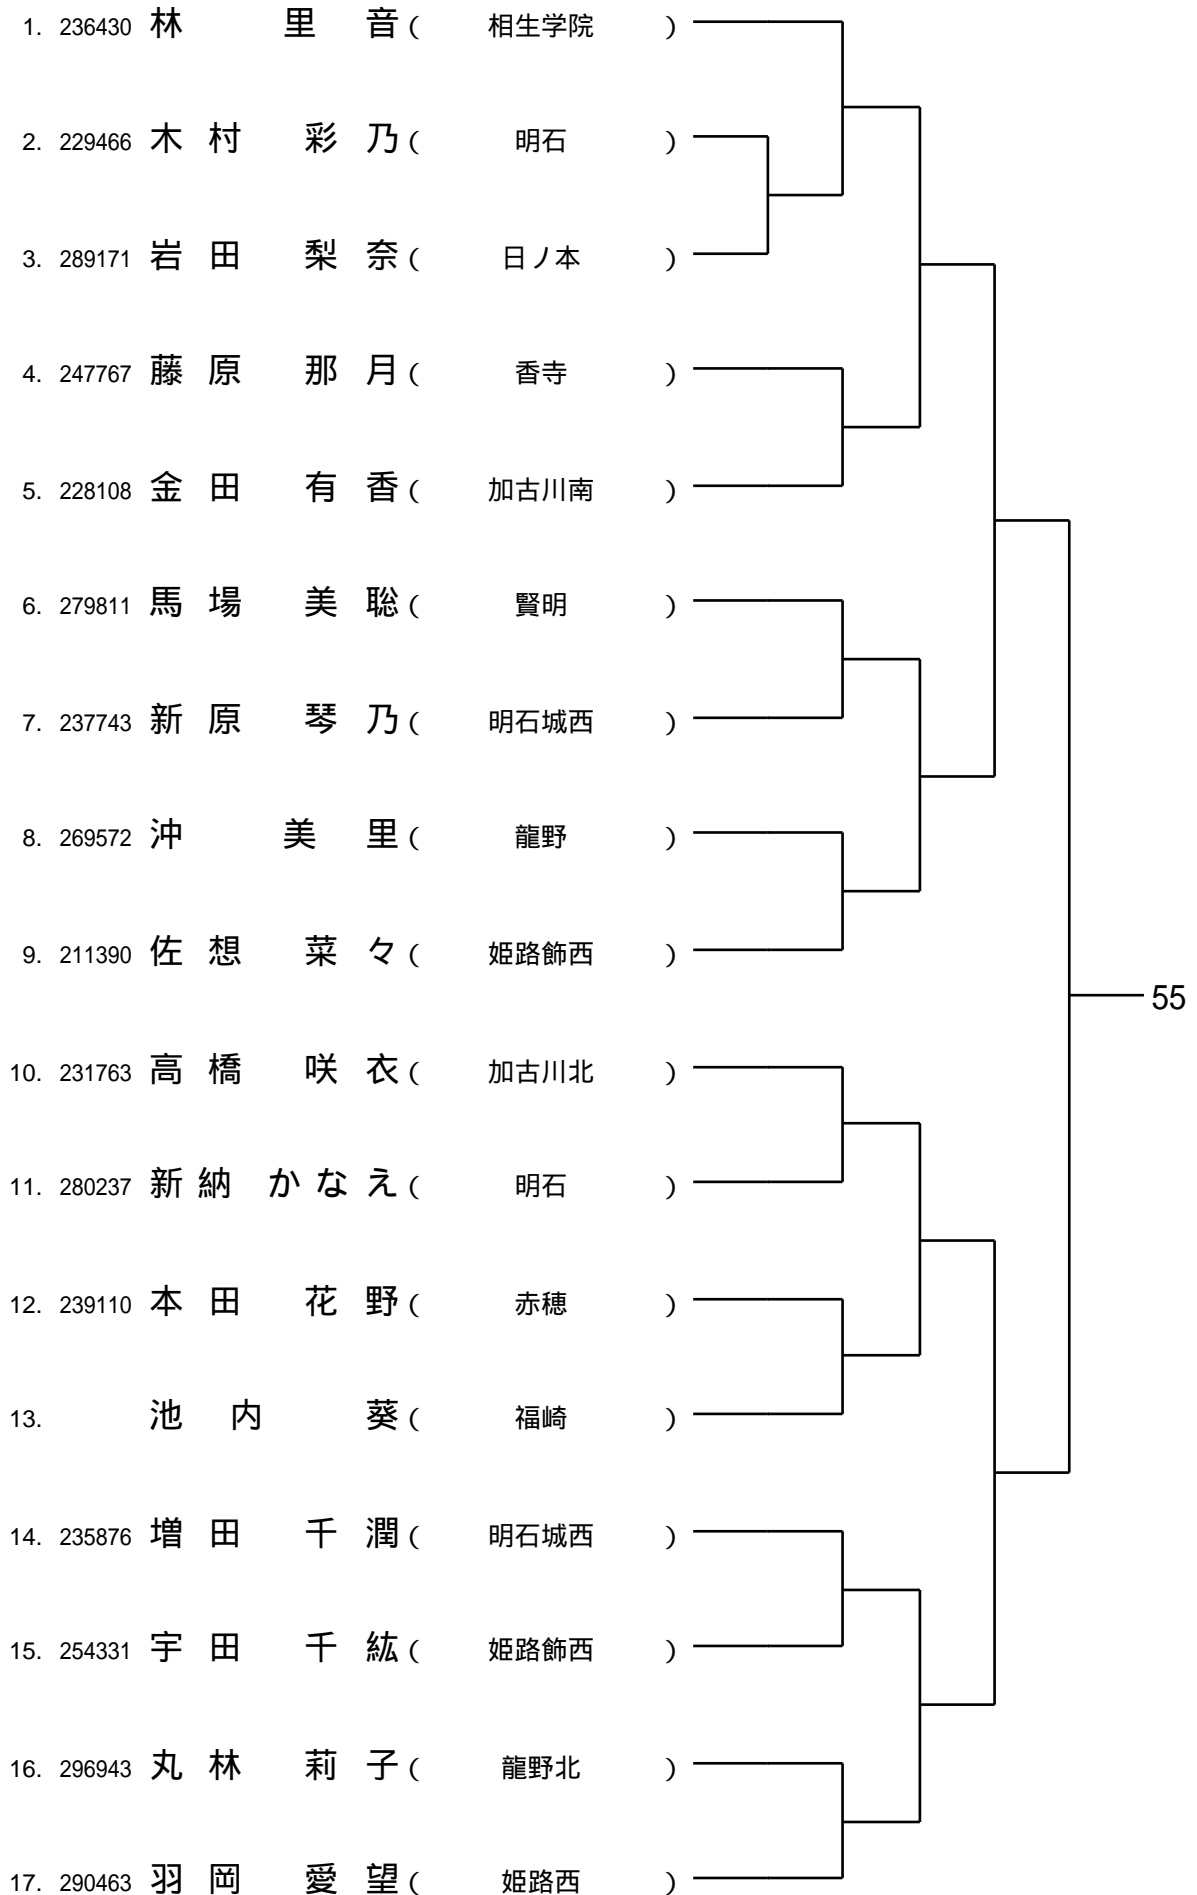 1. 236430 林 里 音 ( 相生学院 )
2. 229466 木 村 彩 乃 ( 明石 )
3. 289171 岩 田 梨 奈 ( 日ノ本 )
4. 247767 藤 原 那 月 ( 香寺 )
5. 228108 金 田 有 香 ( 加古川南 )
6. 279811 馬 場 美 聡 ( 賢明 )
7. 237743 新 原 琴 乃 ( 明石城西 )
8. 269572 沖 美 里 ( 龍野 )
9. 211390 佐 想 菜 々 ( 姫路飾西 )
55
10. 231763 高 橋 咲 衣 ( 加古川北 )
11. 280237 新 納 か な え ( 明石 )
12. 239110 本 田 花 野 ( 赤穂 )
13. 池 内 葵 ( 福崎 )
14. 235876 増 田 千 潤 ( 明石城西 )
15. 254331 宇 田 千 紘 ( 姫路飾西 )
16. 296943 丸 林 莉 子 ( 龍野北 )
17. 290463 羽 岡 愛 望 ( 姫路西 )